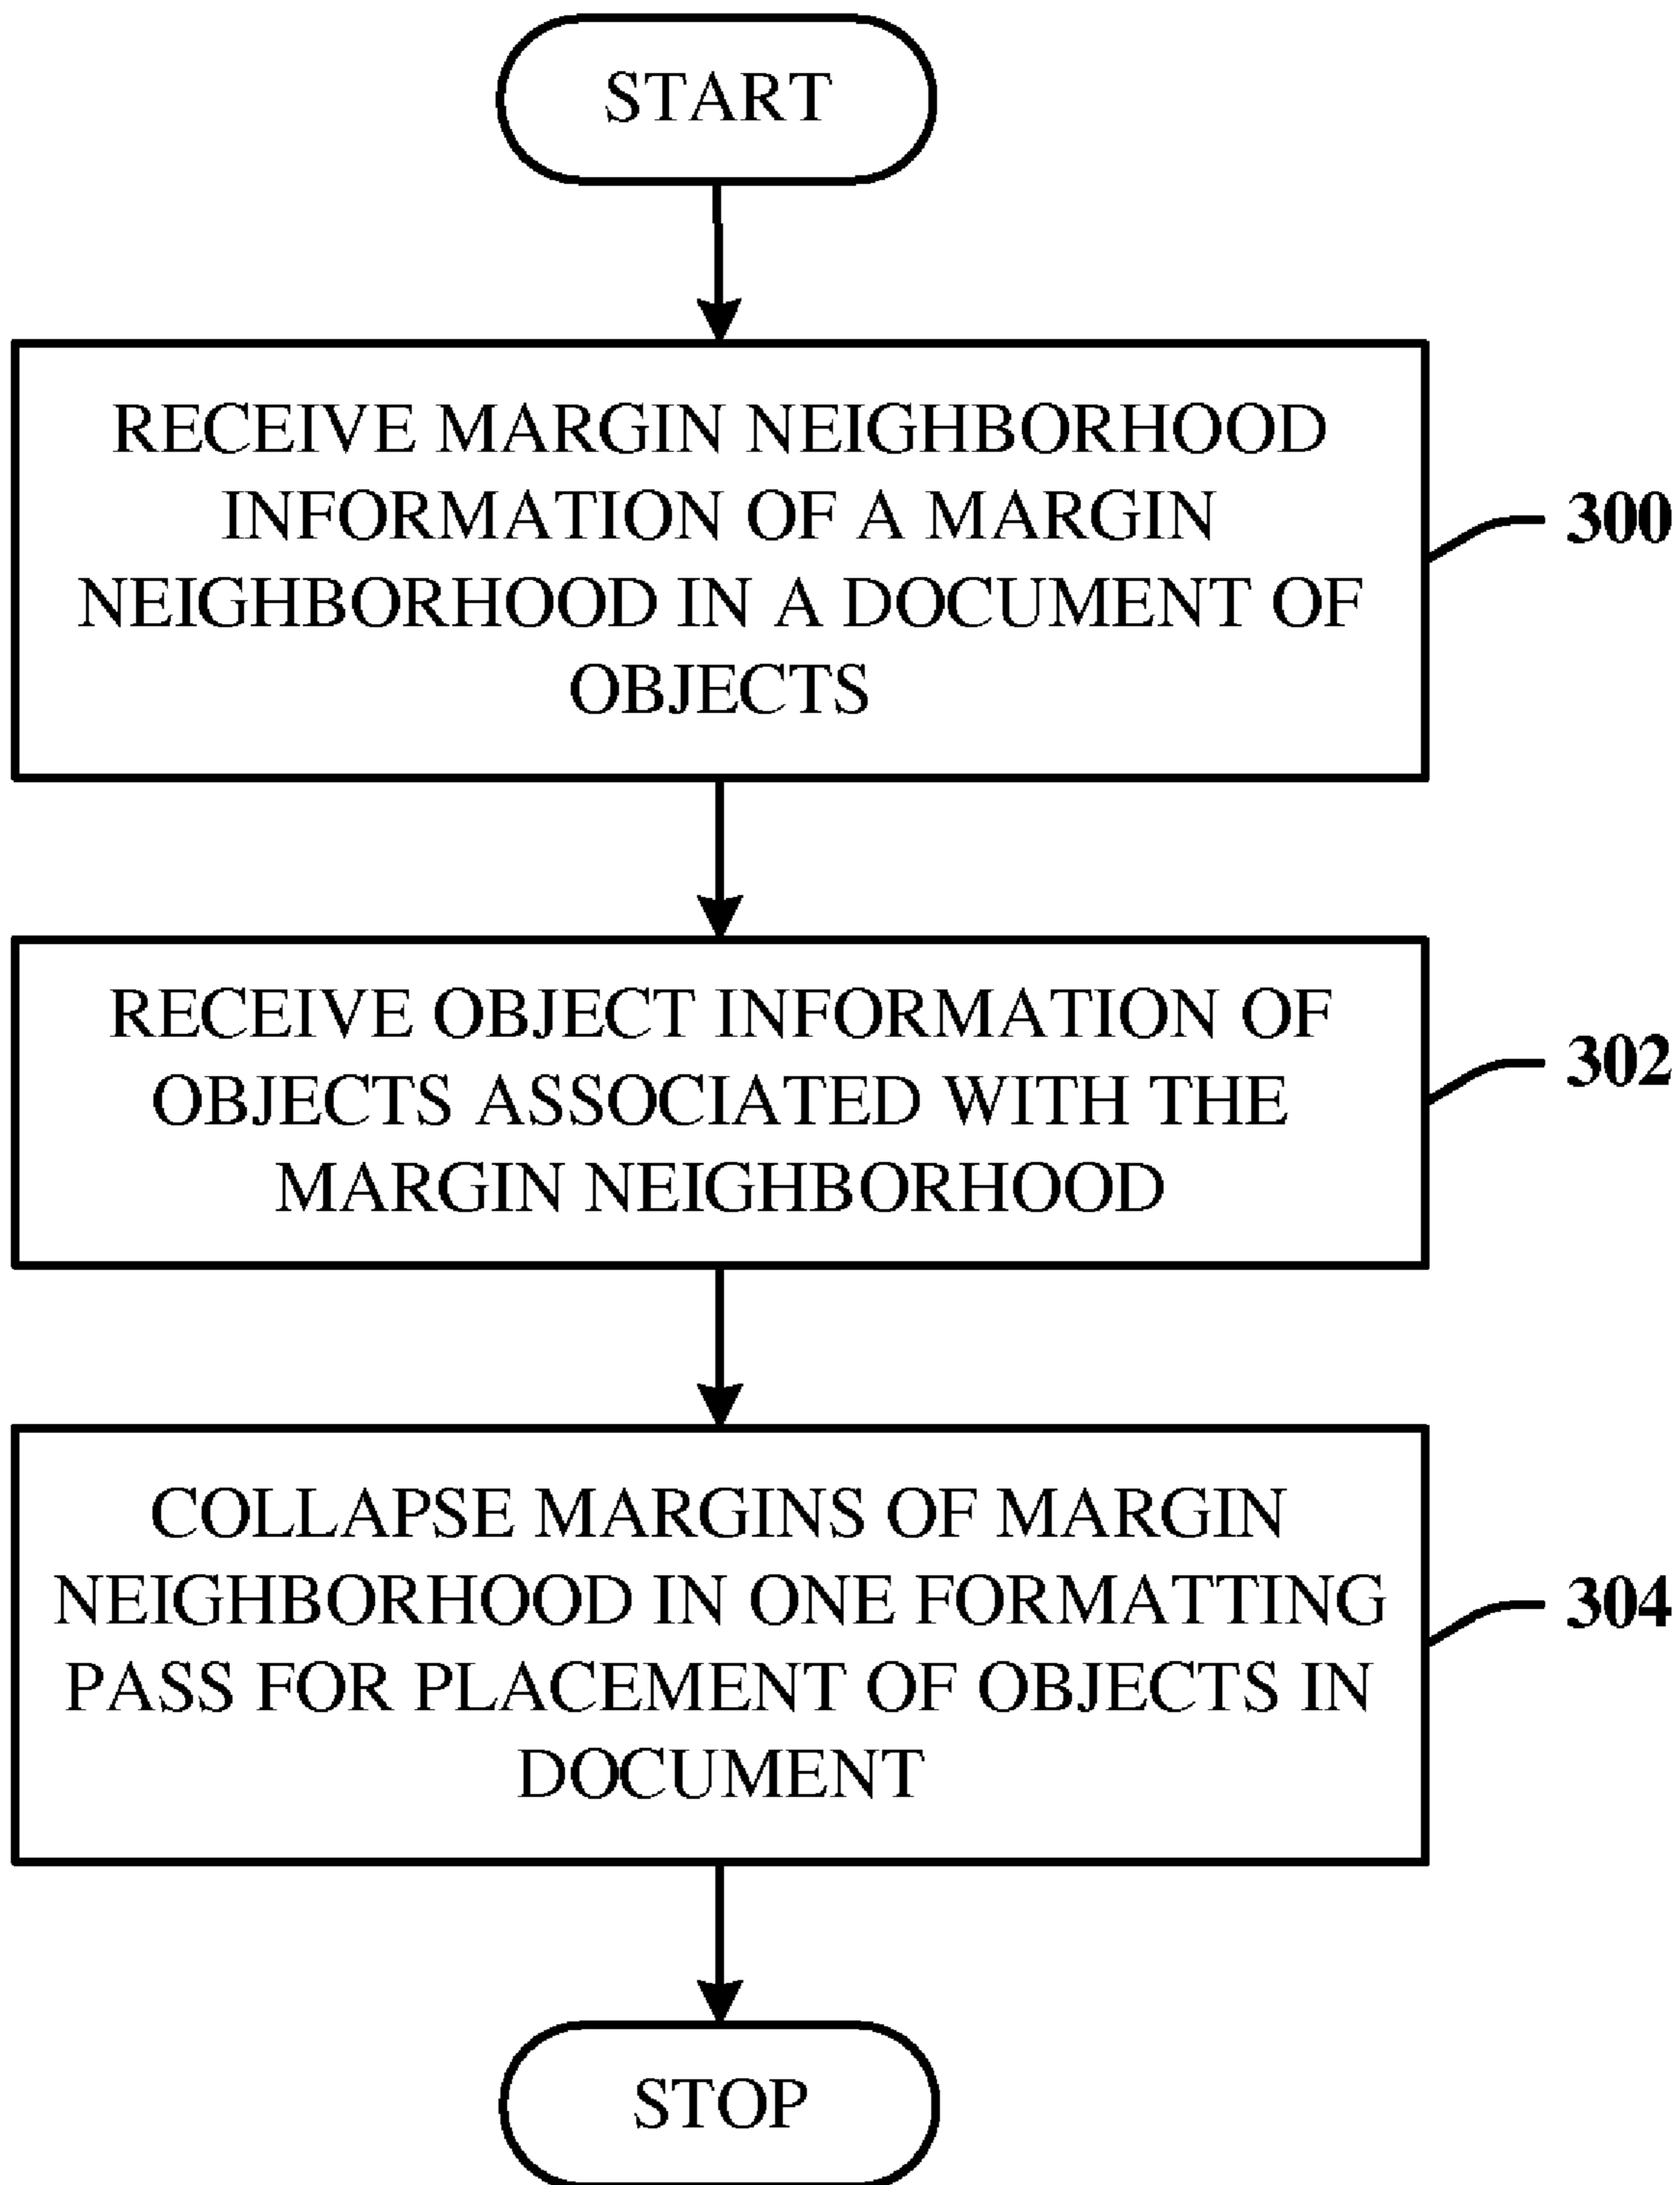 START
RECEIVE MARGIN NEIGHBORHOOD
INFORMATION OF A MARGIN
NEIGHBORHOOD IN A DOCUMENT OF
OBJECTS
300
RECEIVE OBJECT INFORMATION OF
OBJECTS ASSOCIATED WITH THE
MARGIN NEIGHBORHOOD
302
COLLAPSE MARGINS OF MARGIN
NEIGHBORHOOD IN ONE FORMATTING
PASS FOR PLACEMENT OF OBJECTS IN
DOCUMENT
304
STOP